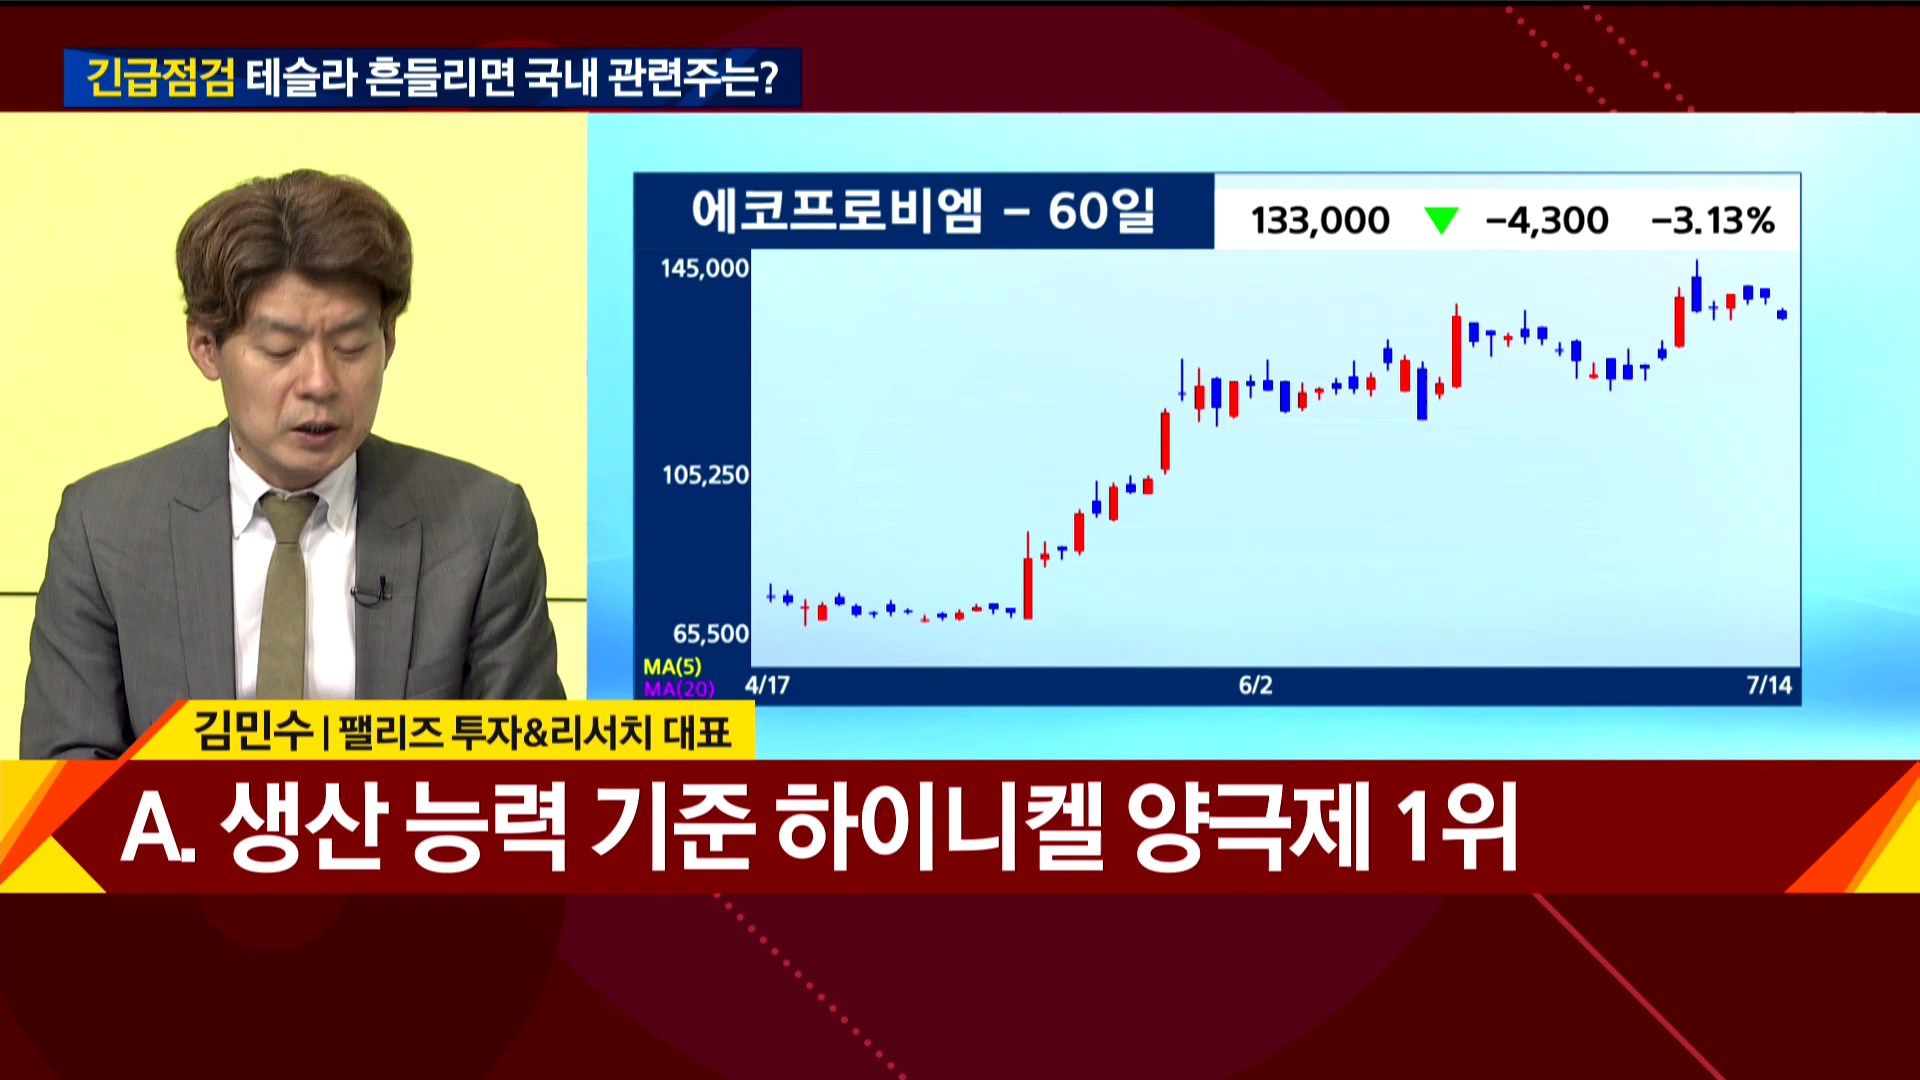 긴급점검 테슬라 흔들리면 국내 관련주는?
에코프로비엠 - 60일
133,000 ▼ -4,300 -3.13%
145,000
105,250
65,500
MA(5)
MA(20)
4/17 6/2 7/14
김민수 | 팰리즈 투자&리서치 대표
A. 생산 능력 기준 하이니켈 양극제 1위